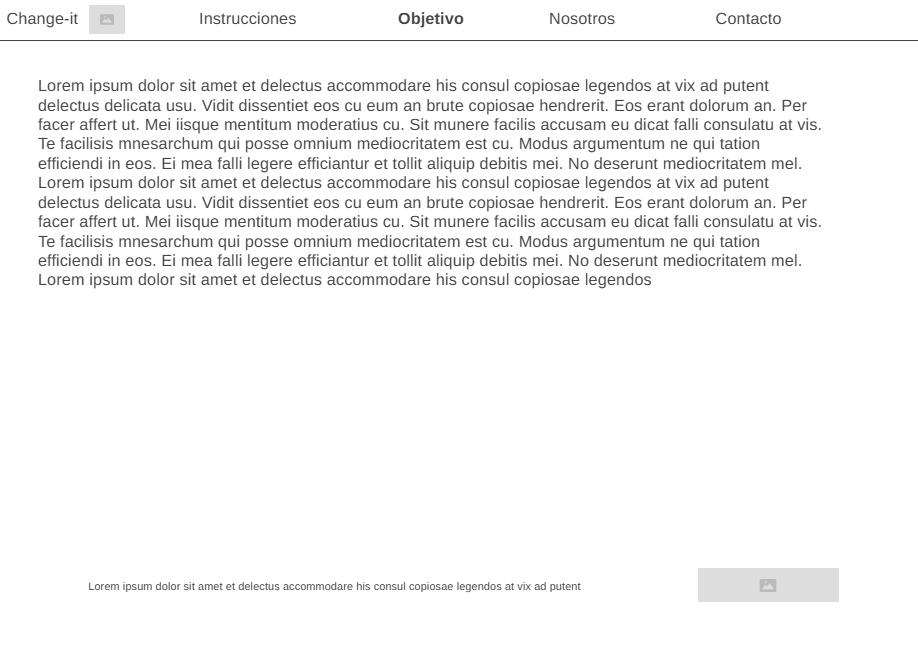 Change-it Instrucciones Objetivo Nosotros Contacto
Lorem ipsum dolor sit amet et delectus accommodare his consul copiosae legendos at vix ad putent
delectus delicata usu. Vidit dissentiet eos cu eum an brute copiosae hendrerit. Eos erant dolorum an. Per
facer affert ut. Mei iisque mentitum moderatius cu. Sit munere facilis accusam eu dicat falli consulatu at vis.
Te facilisis mnesarchum qui posse omnium mediocritatem est cu. Modus argumentum ne qui tation
efficiendi in eos. Ei mea falli legere efficiantur et tollit aliquip debitis mei. No deserunt mediocritatem mel.
Lorem ipsum dolor sit amet et delectus accommodare his consul copiosae legendos at vix ad putent
delectus delicata usu. Vidit dissentiet eos cu eum an brute copiosae hendrerit. Eos erant dolorum an. Per
facer affert ut. Mei iisque mentitum moderatius cu. Sit munere facilis accusam eu dicat falli consulatu at vis.
Te facilisis mnesarchum qui posse omnium mediocritatem est cu. Modus argumentum ne qui tation
efficiendi in eos. Ei mea falli legere efficiantur et tollit aliquip debitis mei. No deserunt mediocritatem mel.
Lorem ipsum dolor sit amet et delectus accommodare his consul copiosae legendos
Lorem ipsum dolor sit amet et delectus accommodare his consul copiosae legendos at vix ad putent